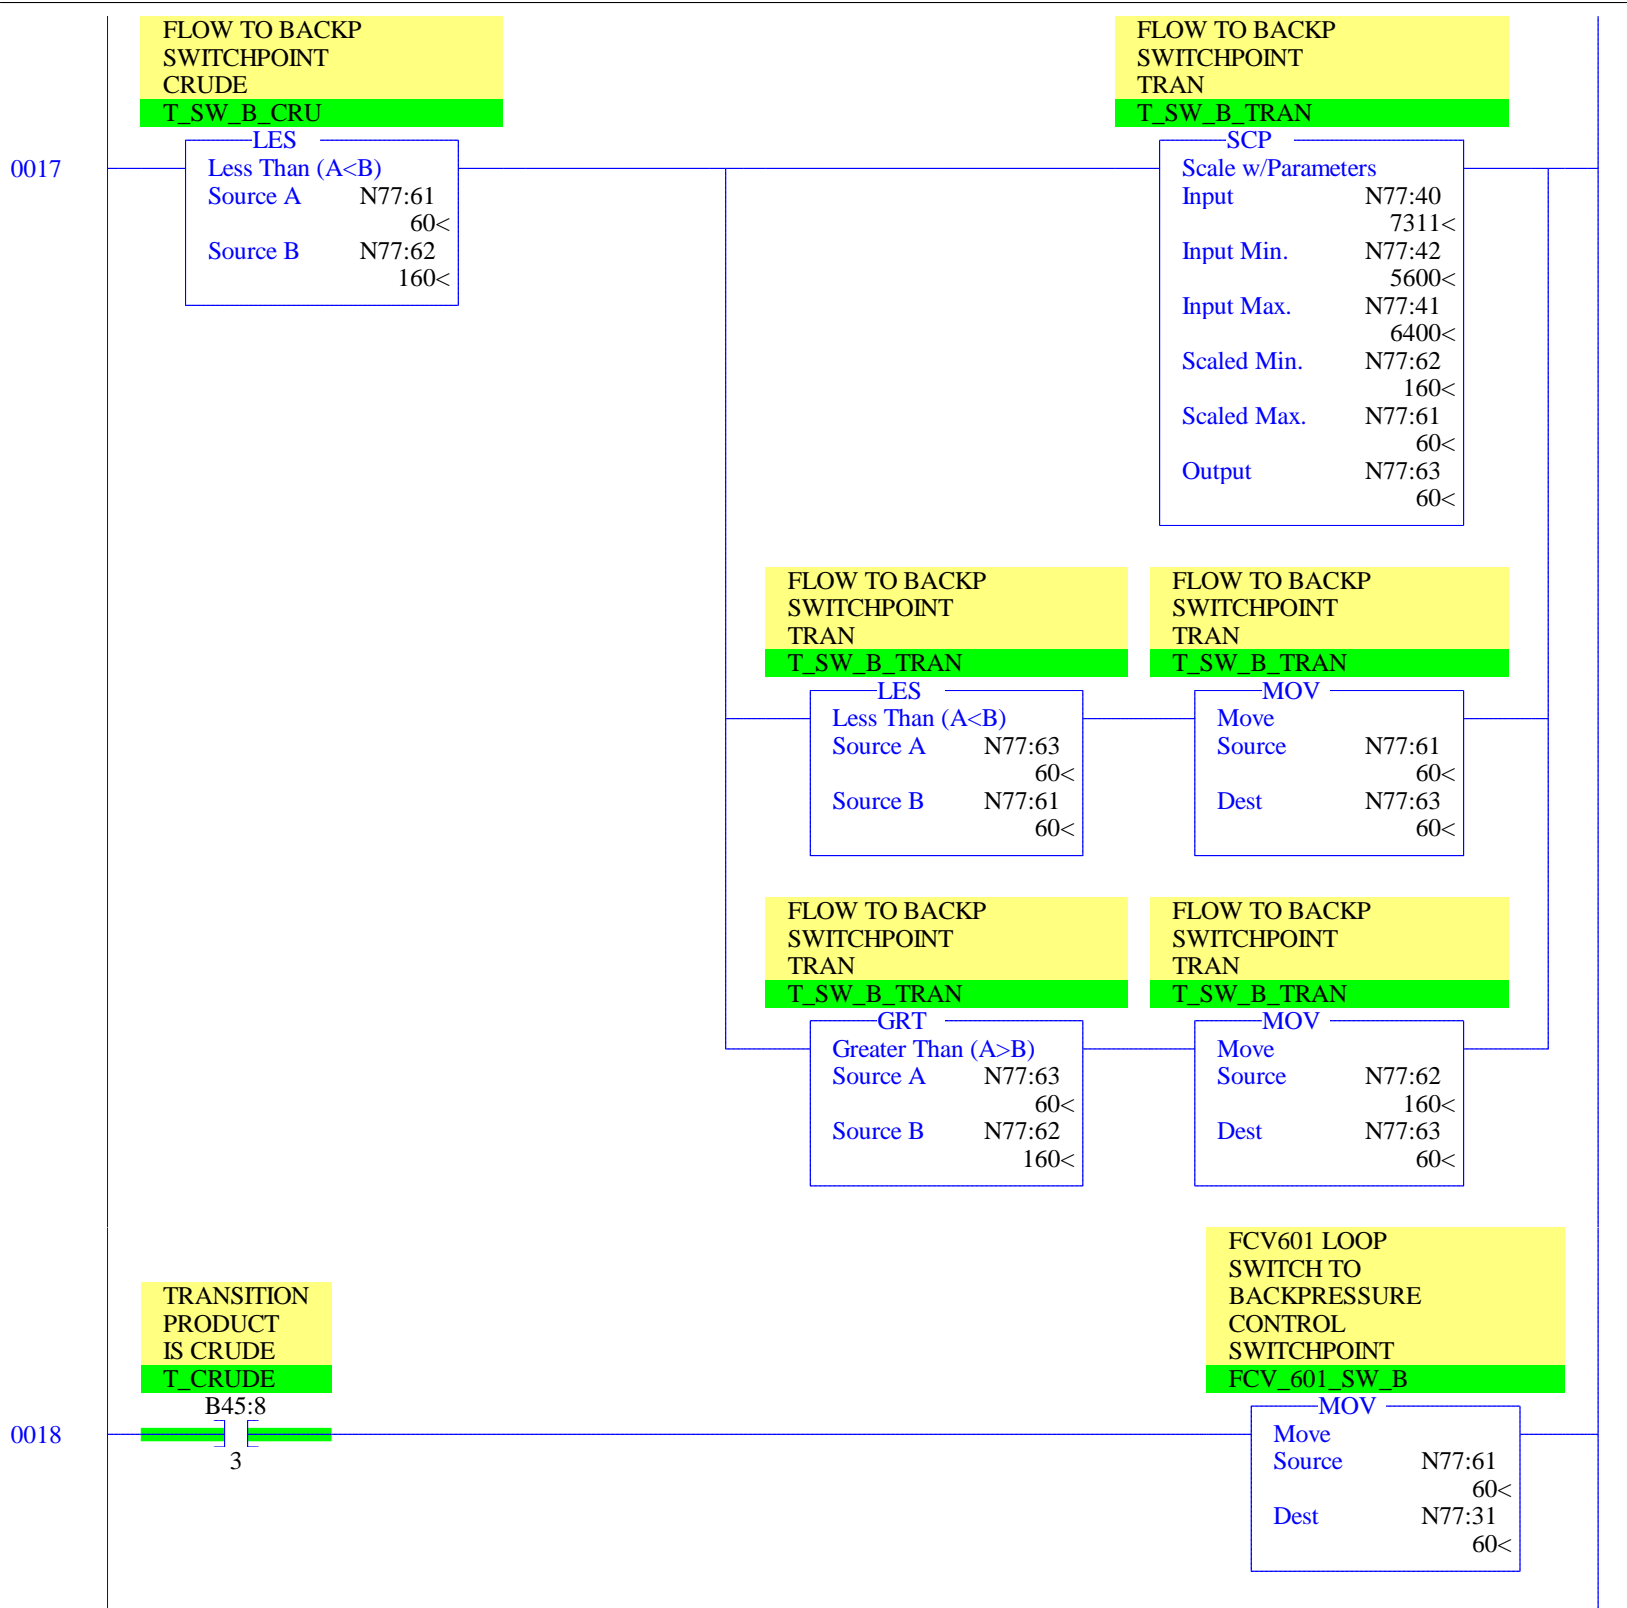 FLOW TO BACKP
SWITCHPOINT
CRUDE
T_SW_B_CRU
LES
Less Than (A<B)
Source A N77:61
60<
Source B N77:62
160<
0017
FLOW TO BACKP
SWITCHPOINT
TRAN
T_SW_B_TRAN
SCP
Scale w/Parameters
Input N77:40
7311<
Input Min. N77:42
5600<
Input Max. N77:41
6400<
Scaled Min. N77:62
160<
Scaled Max. N77:61
60<
Output N77:63
60<
FLOW TO BACKP
SWITCHPOINT
TRAN
T_SW_B_TRAN
LES
Less Than (A<B)
Source A N77:63
60<
Source B N77:61
60<
FLOW TO BACKP
SWITCHPOINT
TRAN
T_SW_B_TRAN
MOV
Move
Source N77:61
60<
Dest N77:63
60<
FLOW TO BACKP
SWITCHPOINT
TRAN
T_SW_B_TRAN
GRT
Greater Than (A>B)
Source A N77:63
60<
Source B N77:62
160<
FLOW TO BACKP
SWITCHPOINT
TRAN
T_SW_B_TRAN
MOV
Move
Source N77:62
160<
Dest N77:63
60<
TRANSITION
PRODUCT
IS CRUDE
T_CRUDE
B45:8
3
0018
FCV601 LOOP
SWITCH TO
BACKPRESSURE
CONTROL
SWITCHPOINT
FCV_601_SW_B
MOV
Move
Source N77:61
60<
Dest N77:31
60<